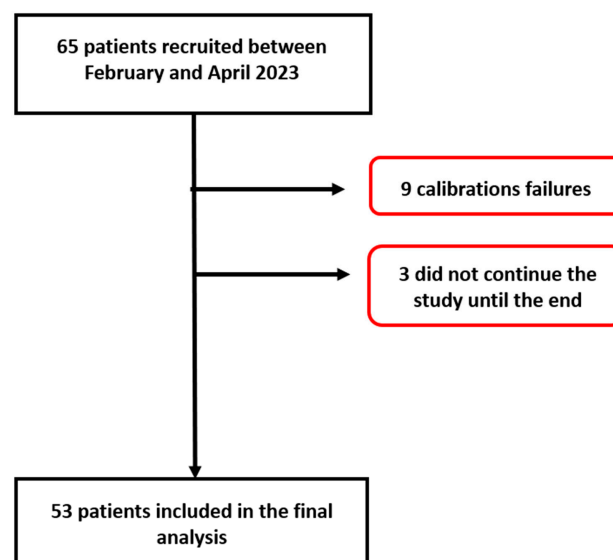 65 patients recruited between
February and April 2023
9 calibrations failures
3 did not continue the
study until the end
53 patients included in the final
analysis